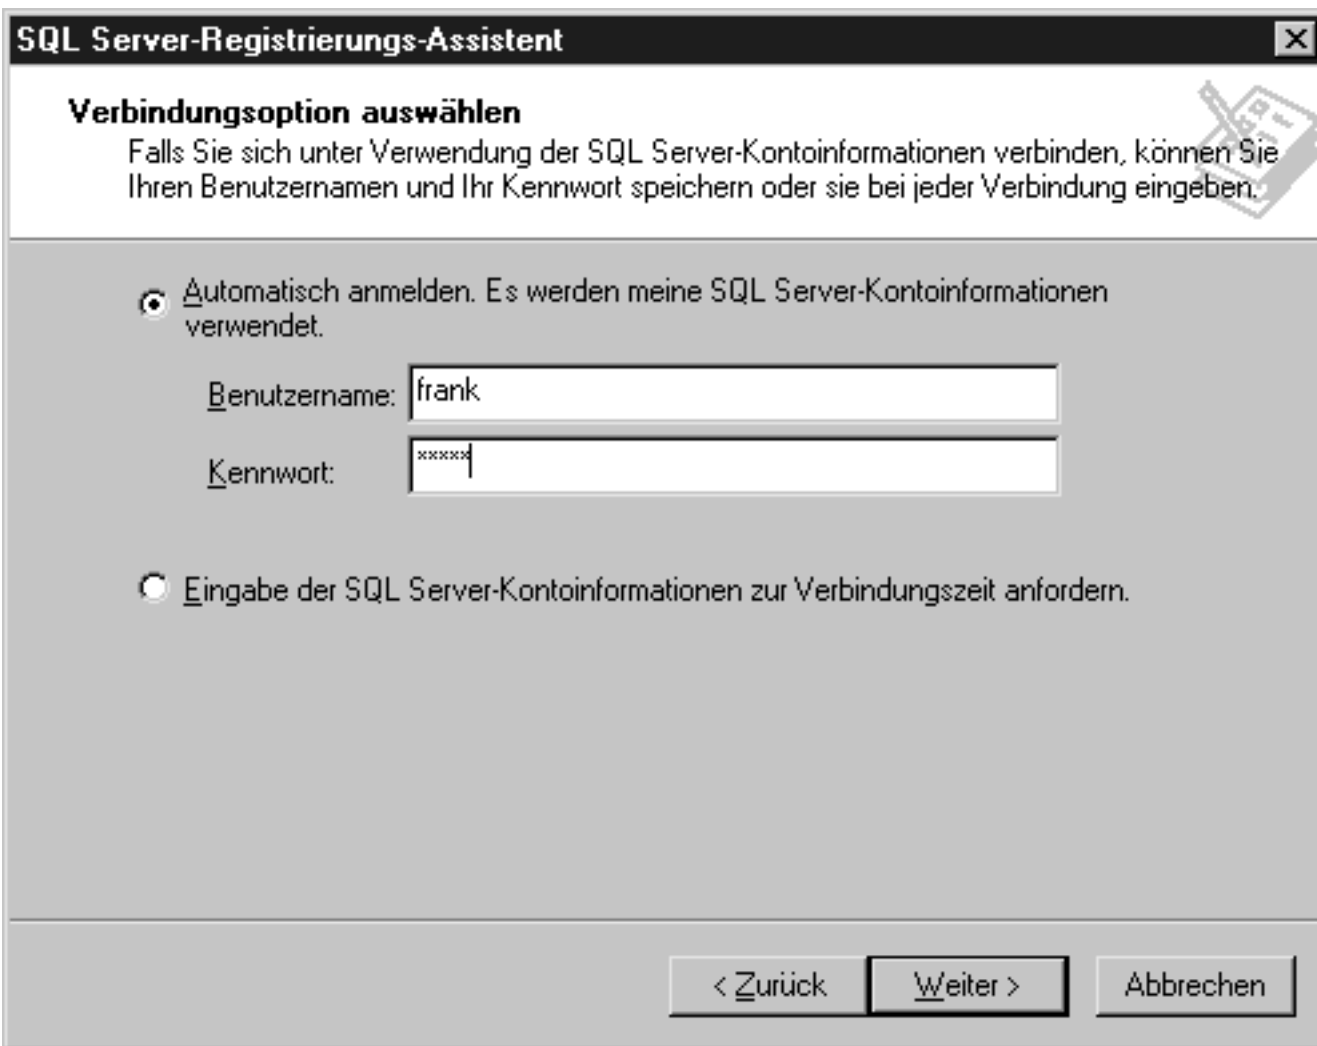 SQL Server-Registrierungs-Assistent
Verbindungsoption auswählen
Falls Sie sich unter Verwendung der SQL Server-Kontoinformationen verbinden, können Sie
Ihren Benutzernamen und Ihr Kennwort speichern oder sie bei jeder Verbindung eingeben.
Automatisch anmelden. Es werden meine SQL Server-Kontoinformationen
verwendet.
Benutzername: frank
Kennwort: xxxxx
Eingabe der SQL Server-Kontoinformationen zur Verbindungszeit anfordern.
< Zurück Weiter > Abbrechen